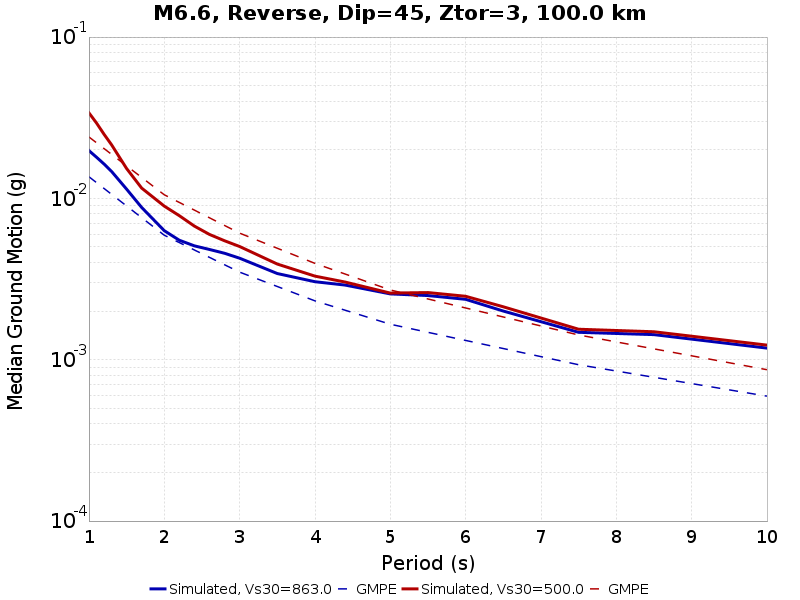 M6.6, Reverse, Dip=45, Ztor=3, 100.0 km
10-1
10-2
10-3
10-4
Median Ground Motion (g)
1 2 3 4 5 6 7 8 9 10
Period (s)
Simulated, Vs30=863.0 GMPE Simulated, Vs30=500.0 GMPE